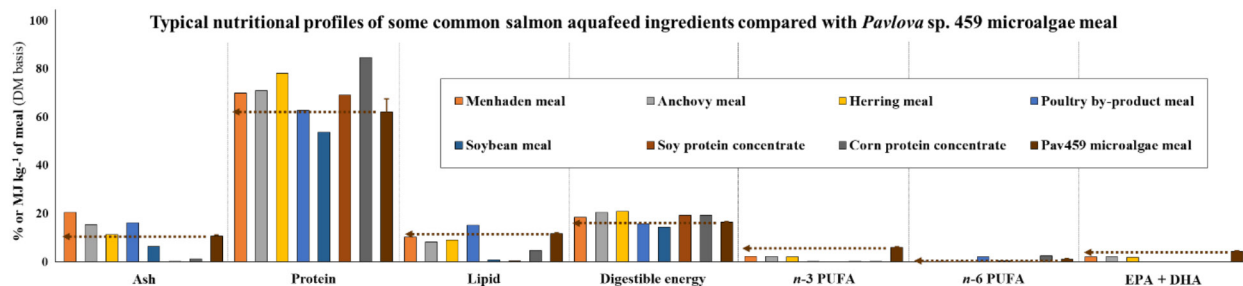 Typical nutritional profiles of some common salmon aquafeed ingredients compared with Pavlova sp. 459 microalgae meal
% or MJ kg-¹ of meal (DM basis)
100
80
60
40
20
0
Menhaden meal
Anchovy meal
Herring meal
Poultry by-product meal
Soybean meal
Soy protein concentrate
Corn protein concentrate
Pav459 microalgae meal
Ash
Protein
Lipid
Digestible energy
n-3 PUFA
n-6 PUFA
EPA + DHA